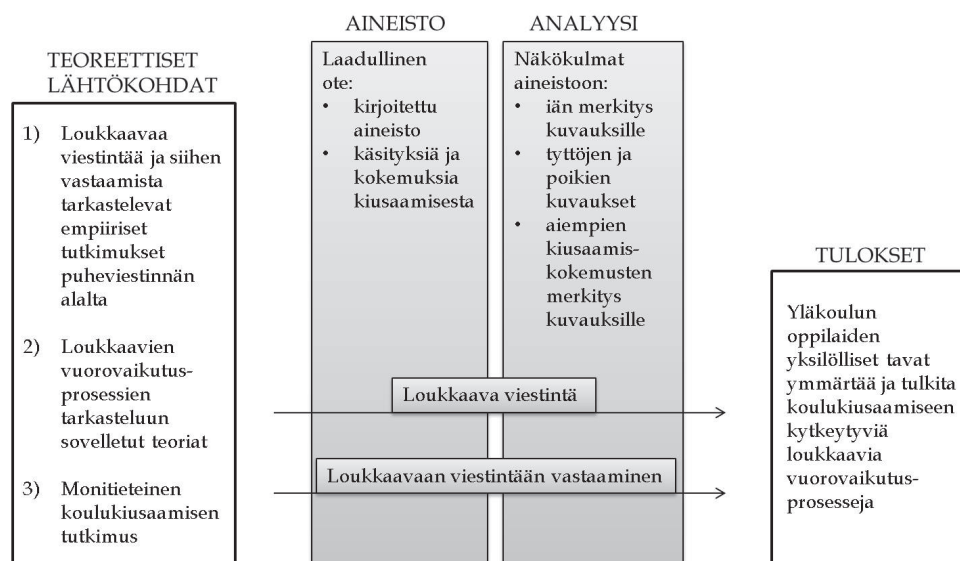 TEOREETTISET
LÄHTÖKOHDAT
1) Loukkaavaa
viestintää ja siihen
vastaamista
tarkastelevat
empiiriset
tutkimukset
puheviestinnän
alalta
2) Loukkaavien
vuorovaikutus-
prosessien
tarkasteluun
sovelletut teoriat
3) Monitieteinen
koulukiusaamisen
tutkimus
AINEISTO
Laadullinen
ote:
• kirjoitettu
aineisto
• käsityksiä ja
kokemuksia
kiusaamisesta
ANALYYSI
Näkökulmat
aineistoon:
• iän merkitys
kuvauksille
• tyttöjen ja
poikien
kuvaukset
• aiempien
kiusaamis-
kokemusten
merkitys
kuvauksille
Loukkaava viestintä
Loukkaavaan viestintään vastaaminen
TULOKSET
Yläkoulun
oppilaiden
yksilölliset tavat
ymmärtää ja tulkita
koulukiusaamiseen
kytkeytyviä
loukkaavia
vuorovaikutus-
prosesseja